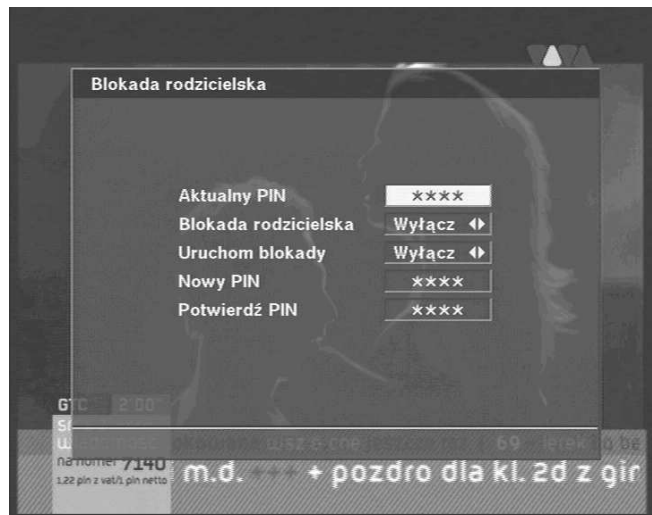 Blokada rodzicielska
Aktualny PIN ****
Blokada rodzicielska Wyłącz
Uruchom blokady Wyłącz
Nowy PIN ****
Potwierdź PIN ****
GTC 2'00"
69
na numer 7140
1.22 pln z vat/1 pln netto
m.d. +++ + pozdro dla kl. 2d z gir